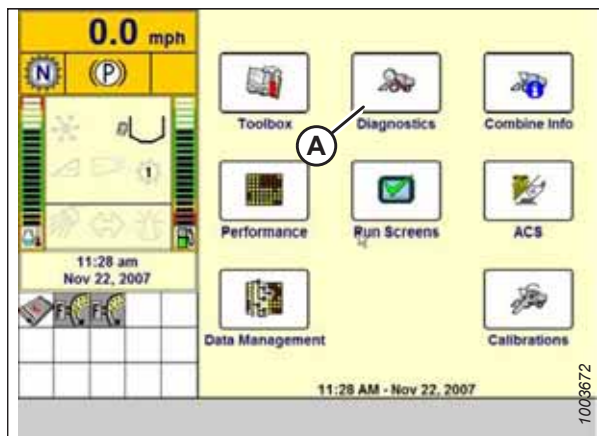 0.0 mph
N
(P)
1
11:28 am
Nov 22, 2007
Toolbox
Diagnostics
Combine Info
A
Performance
Run Screens
ACS
Data Management
Calibrations
11:28 AM - Nov 22, 2007
1003672